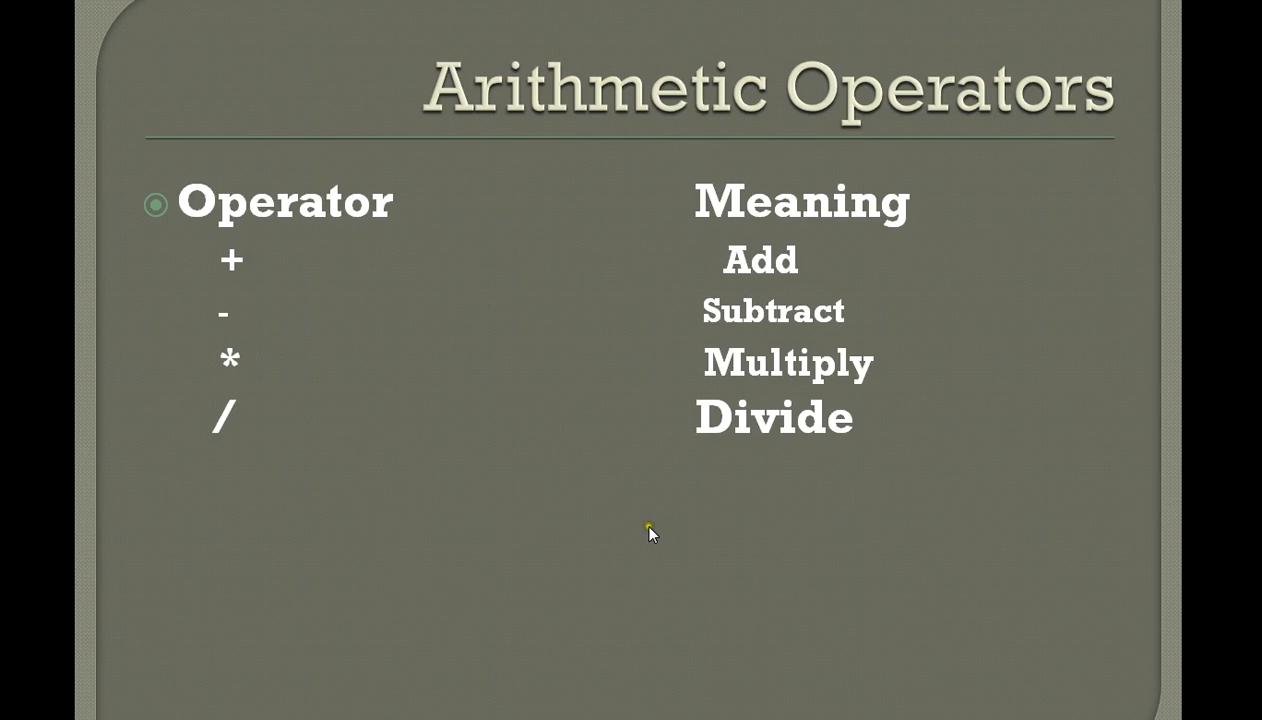 Arithmetic Operators
Operator Meaning
+ Add
- Subtract
* Multiply
/ Divide